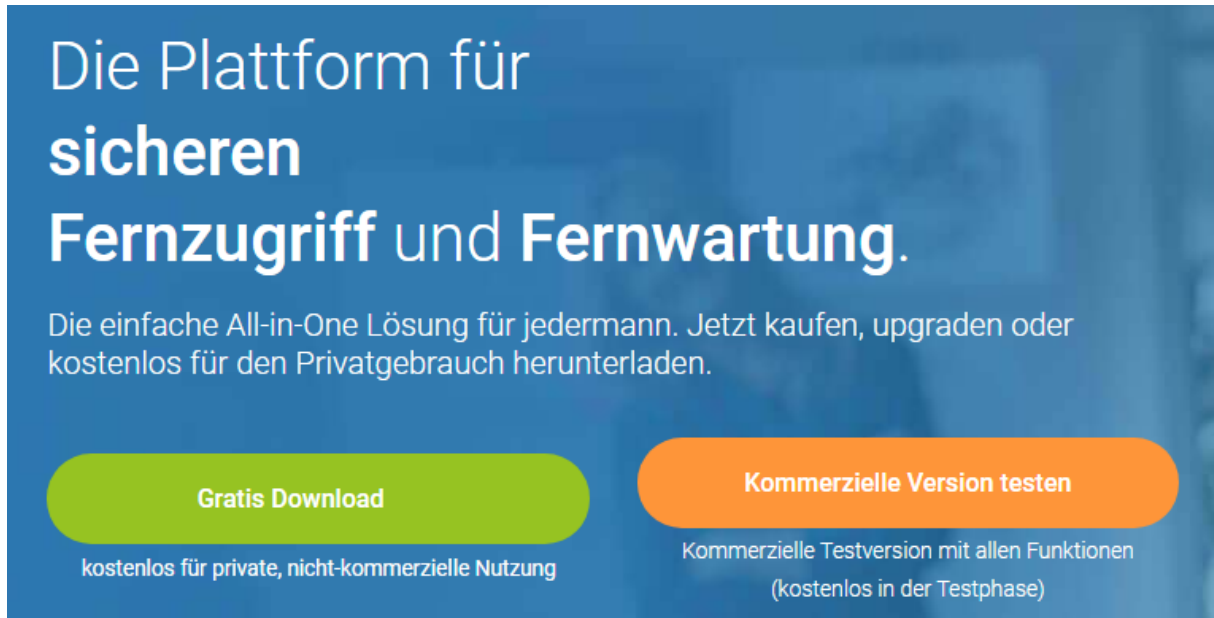 Die Plattform für
sicheren
Fernzugriff und Fernwartung.
Die einfache All-in-One Lösung für jedermann. Jetzt kaufen, upgraden oder
kostenlos für den Privatgebrauch herunterladen.
Gratis Download
kostenlos für private, nicht-kommerzielle Nutzung
Kommerzielle Version testen
Kommerzielle Testversion mit allen Funktionen
(kostenlos in der Testphase)